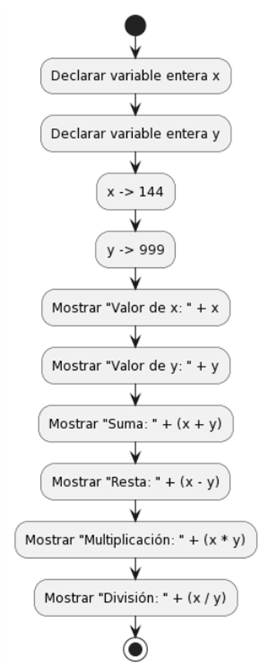 Declarar variable entera x
Declarar variable entera y
x -> 144
y -> 999
Mostrar "Valor de x: " + x
Mostrar "Valor de y: " + y
Mostrar "Suma: " + (x + y)
Mostrar "Resta: " + (x - y)
Mostrar "Multiplicación: " + (x * y)
Mostrar "División: " + (x / y)